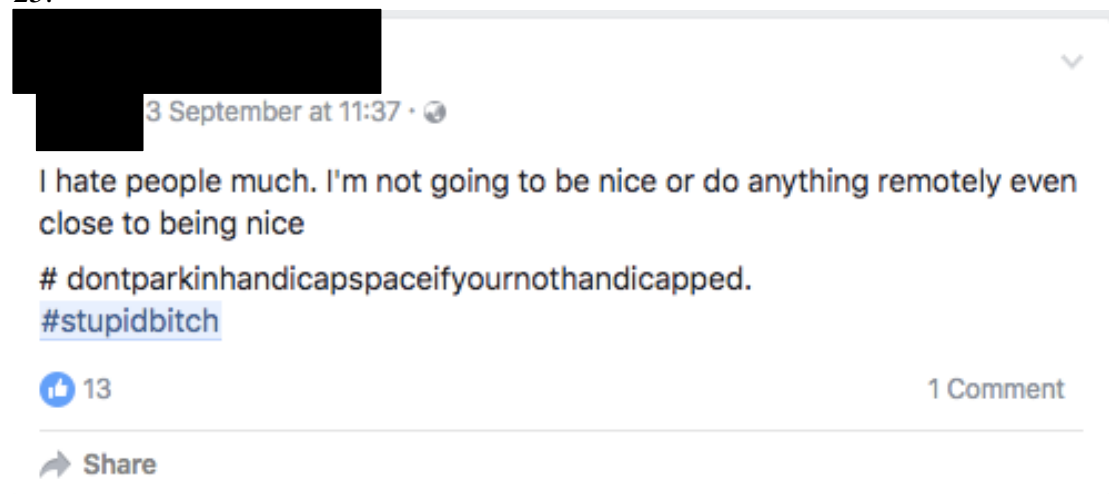 3 September at 11:37 ·
I hate people much. I'm not going to be nice or do anything remotely even
close to being nice
# dontparkinhandicapspaceifyournothandicapped.
#stupidbitch
13
1 Comment
Share